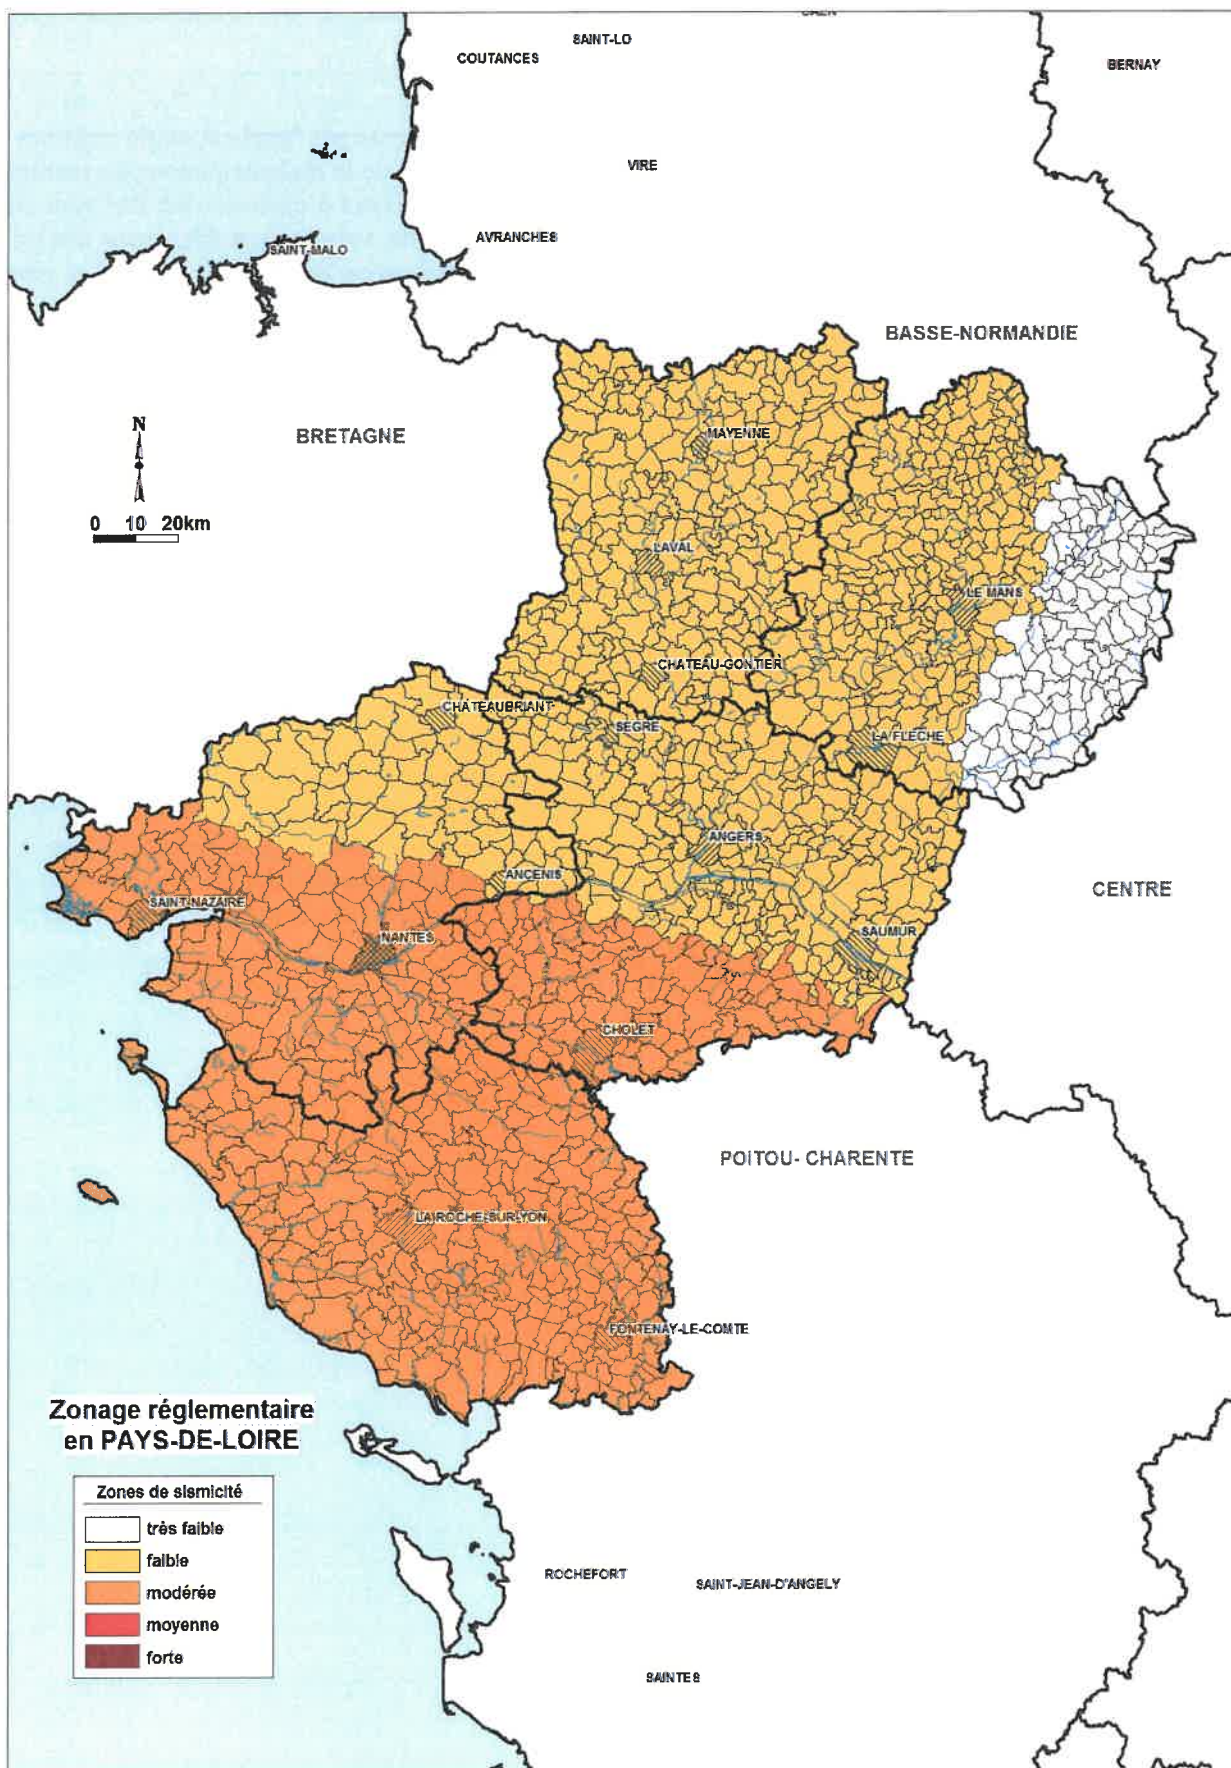 CAEN
SAINT-LO
COUTANCES
BERNAY
VIRE
AVRANCHES
SAINT-MALO
BASSE-NORMANDIE
BRETAGNE
N
0 10 20km
MAYENNE
LAVAL
LE MANS
CHATEAU-GONTIER
CHÂTEAUBRIANT
SEGRE
LA FLECHE
ANGERS
ANCENIS
CENTRE
SAINT-NAZAIRE
NANTES
SAUMUR
CHOLET
POITOU- CHARENTE
LA ROCHE-SUR-YON
FONTENAY-LE-COMTE
Zonage réglementaire
en PAYS-DE-LOIRE
Zones de sismicité
très faible
faible
modérée
moyenne
forte
ROCHEFORT
SAINT-JEAN-D'ANGELY
SAINTES